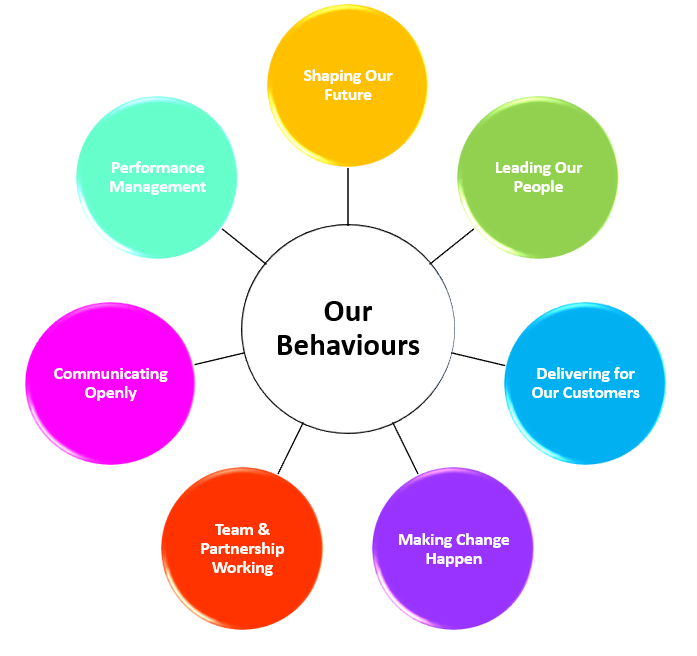 Shaping Our
Future
Performance
Management
Leading Our
People
Our
Behaviours
Communicating
Openly
Delivering for
Our Customers
Team &
Partnership
Working
Making Change
Happen